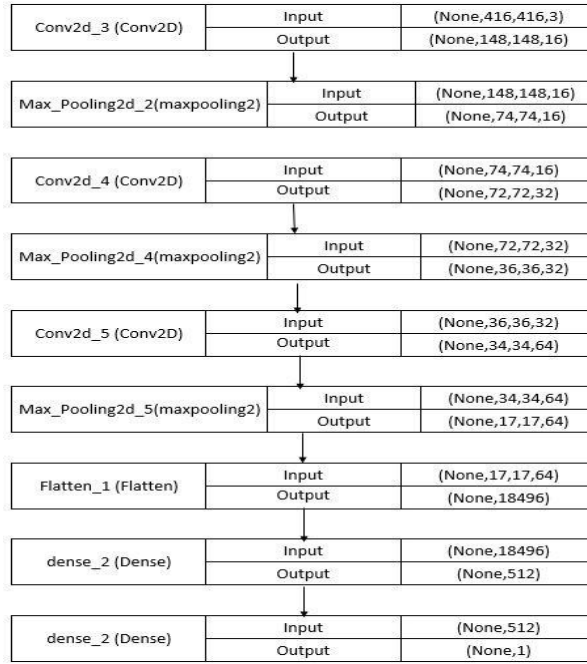 Conv2d_3 (Conv2D)
Input
(None,416,416,3)
Output
(None,148,148,16)
Max_Pooling2d_2(maxpooling2)
Input
(None,148,148,16)
Output
(None,74,74,16)
Conv2d_4 (Conv2D)
Input
(None,74,74,16)
Output
(None,72,72,32)
Max_Pooling2d_4(maxpooling2)
Input
(None,72,72,32)
Output
(None,36,36,32)
Conv2d_5 (Conv2D)
Input
(None,36,36,32)
Output
(None,34,34,64)
Max_Pooling2d_5(maxpooling2)
Input
(None,34,34,64)
Output
(None,17,17,64)
Flatten_1 (Flatten)
Input
(None,17,17,64)
Output
(None,18496)
dense_2 (Dense)
Input
(None,18496)
Output
(None,512)
dense_2 (Dense)
Input
(None,512)
Output
(None,1)